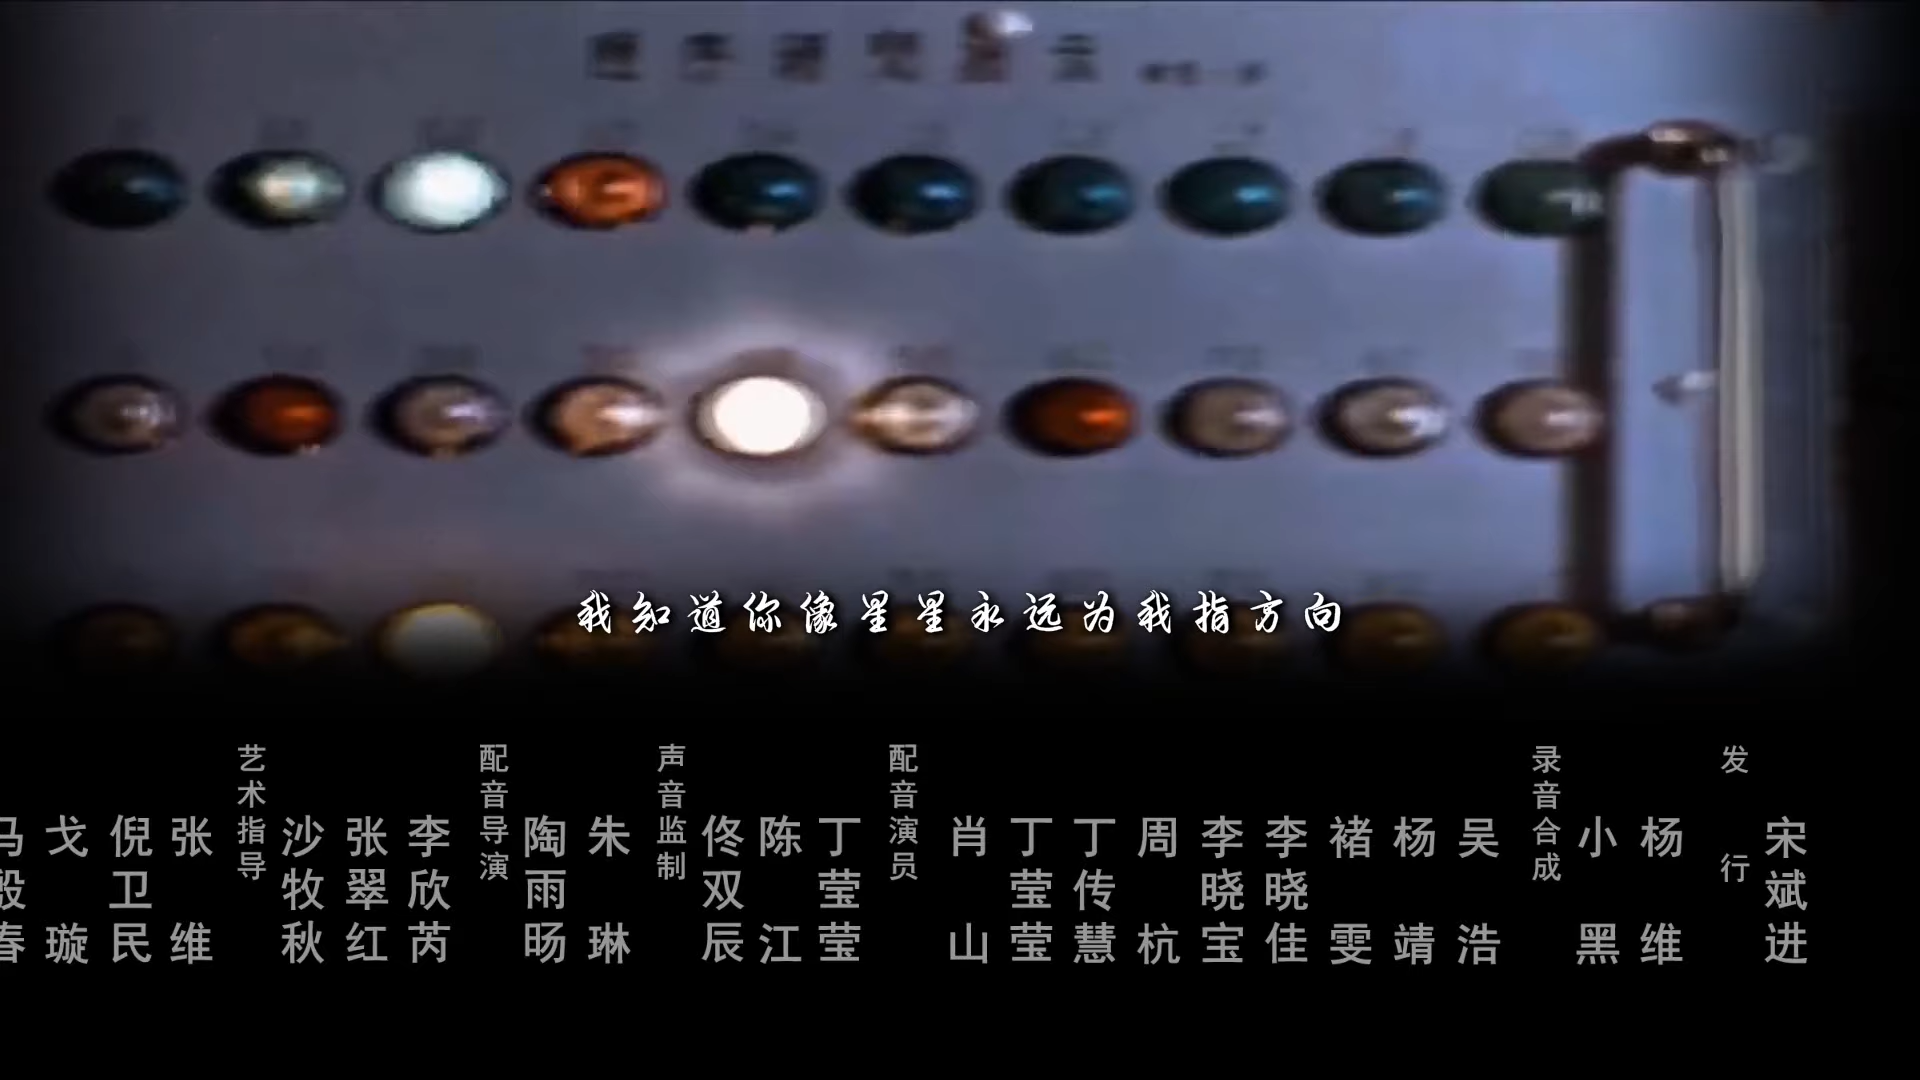 我知道你像星星永远为我指方向
戈璇
倪卫民
张维
艺术指导
沙牧秋
张翠红
李欣芮
配音导演
陶雨旸
朱琳
声音监制
佟双辰
陈江
丁莹莹
配音演员
肖山
丁莹莹
丁传慧
周杭
李晓宝
李晓佳
褚雯
杨靖
吴浩
录音合成
小黑
杨维
发行
宋斌进